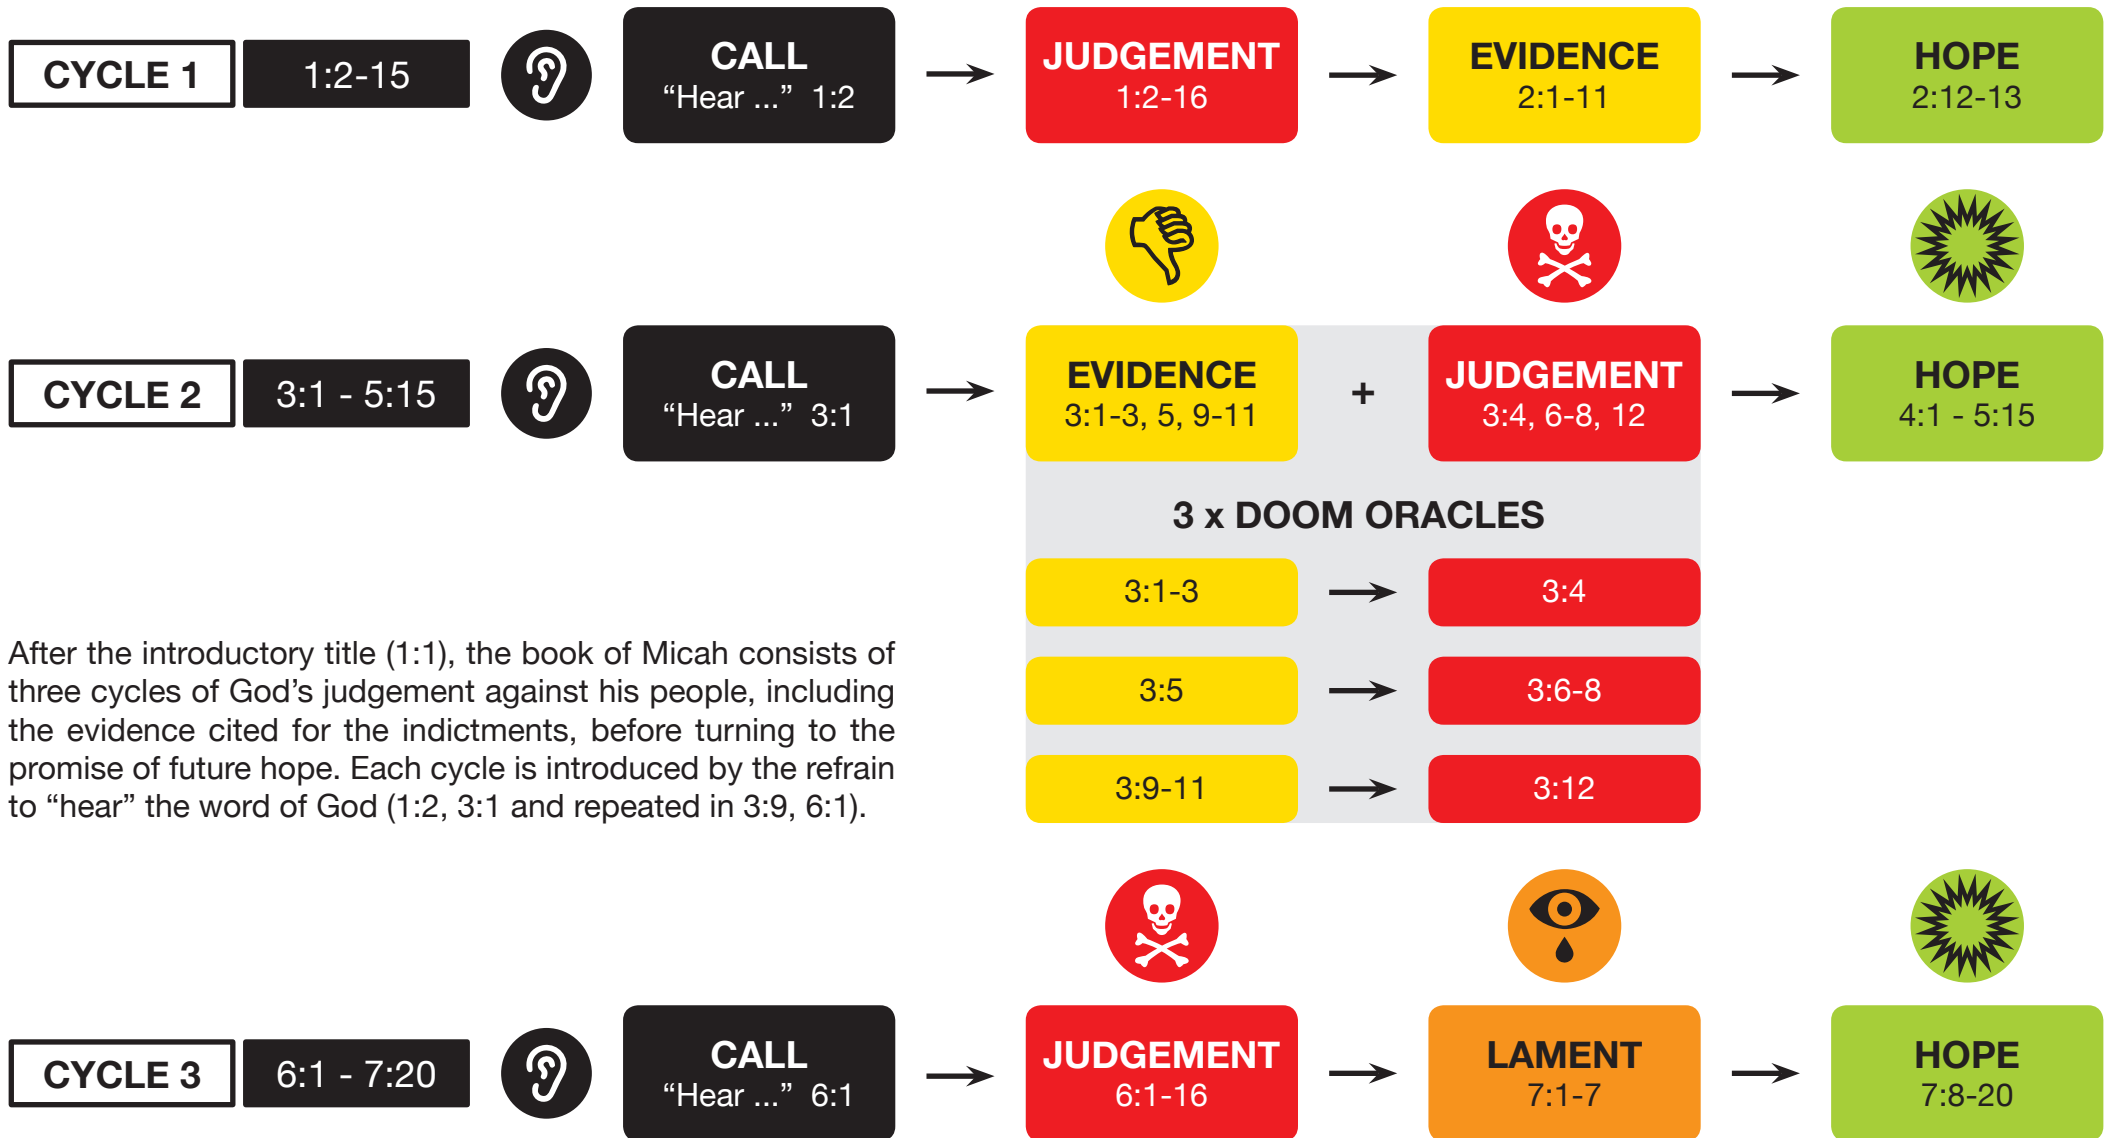 CYCLE 1
1:2-15
CALL
“Hear ...” 1:2
JUDGEMENT
1:2-16
EVIDENCE
2:1-11
HOPE
2:12-13
CYCLE 2
3:1 - 5:15
CALL
“Hear ...” 3:1
EVIDENCE
3:1-3, 5, 9-11
+
JUDGEMENT
3:4, 6-8, 12
HOPE
4:1 - 5:15
3 x DOOM ORACLES
3:1-3
3:4
3:5
3:6-8
3:9-11
3:12
After the introductory title (1:1), the book of Micah consists of
three cycles of God’s judgement against his people, including
the evidence cited for the indictments, before turning to the
promise of future hope. Each cycle is introduced by the refrain
to “hear” the word of God (1:2, 3:1 and repeated in 3:9, 6:1).
CYCLE 3
6:1 - 7:20
CALL
“Hear ...” 6:1
JUDGEMENT
6:1-16
LAMENT
7:1-7
HOPE
7:8-20